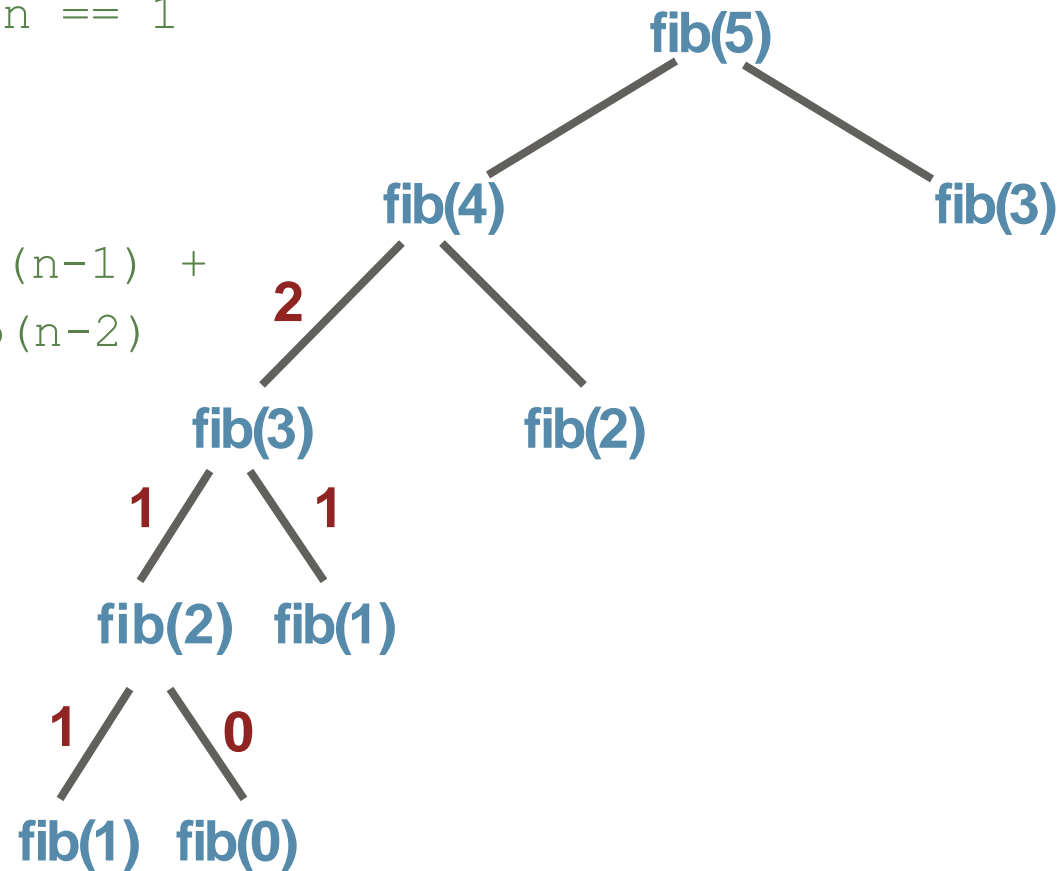 n == 1
fib(5)
fib(4)
fib(3)
(n-1) +
2
(n-2)
fib(3)
fib(2)
1
1
fib(2)
fib(1)
1
0
fib(1)
fib(0)